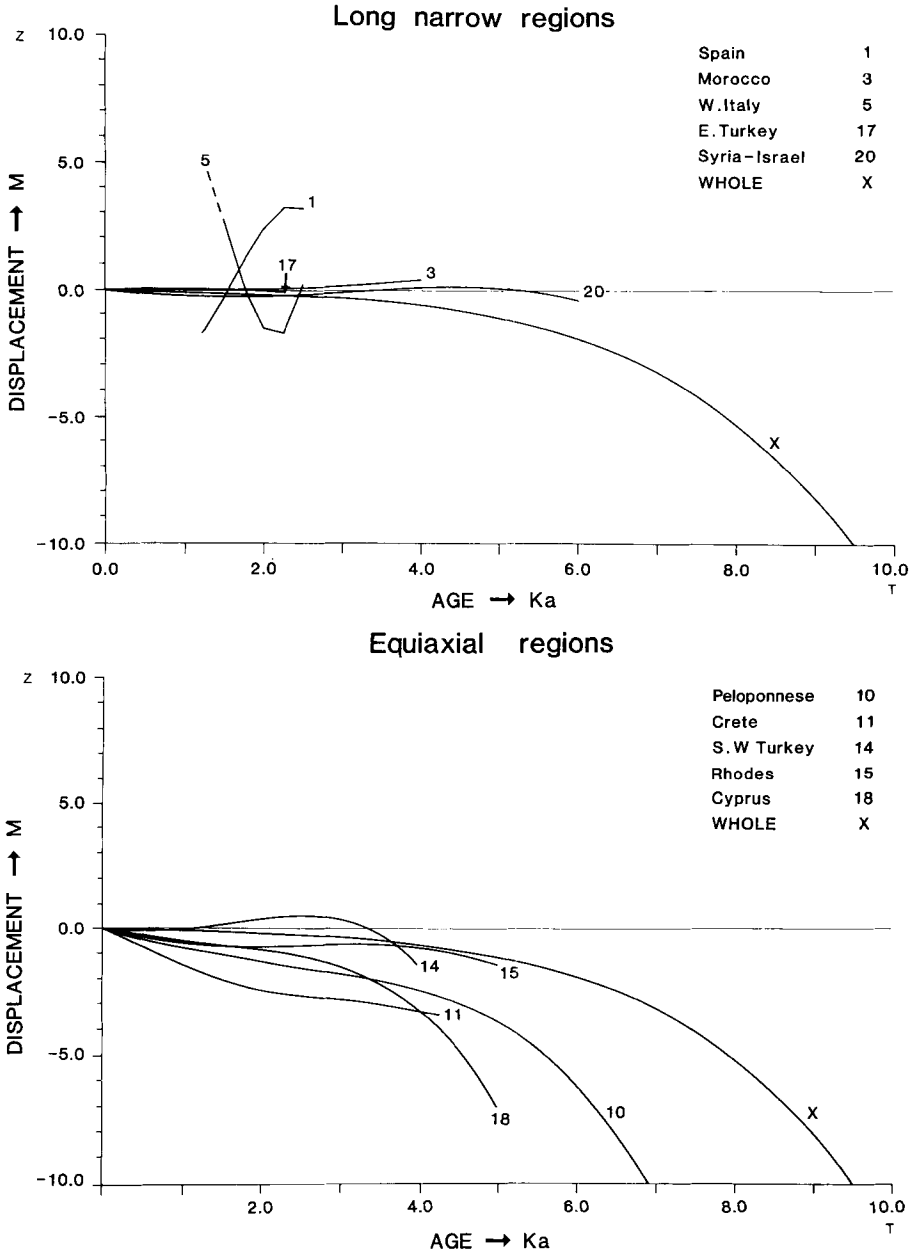 Long narrow regions
Z 10.0
Spain 1
Morocco 3
W.Italy 5
E.Turkey 17
Syria-Israel 20
WHOLE X
5.0
5
1
17
3
0.0
20
-5.0
X
-10.0
DISPLACEMENT → M
0.0 2.0 4.0 6.0 8.0 10.0
T
AGE → Ka
Equiaxial regions
Z 10.0
Peloponnese 10
Crete 11
S.W Turkey 14
Rhodes 15
Cyprus 18
WHOLE X
5.0
0.0
14
15
11
-5.0
18
10
X
-10.0
DISPLACEMENT → M
2.0 4.0 6.0 8.0 10.0
T
AGE → Ka